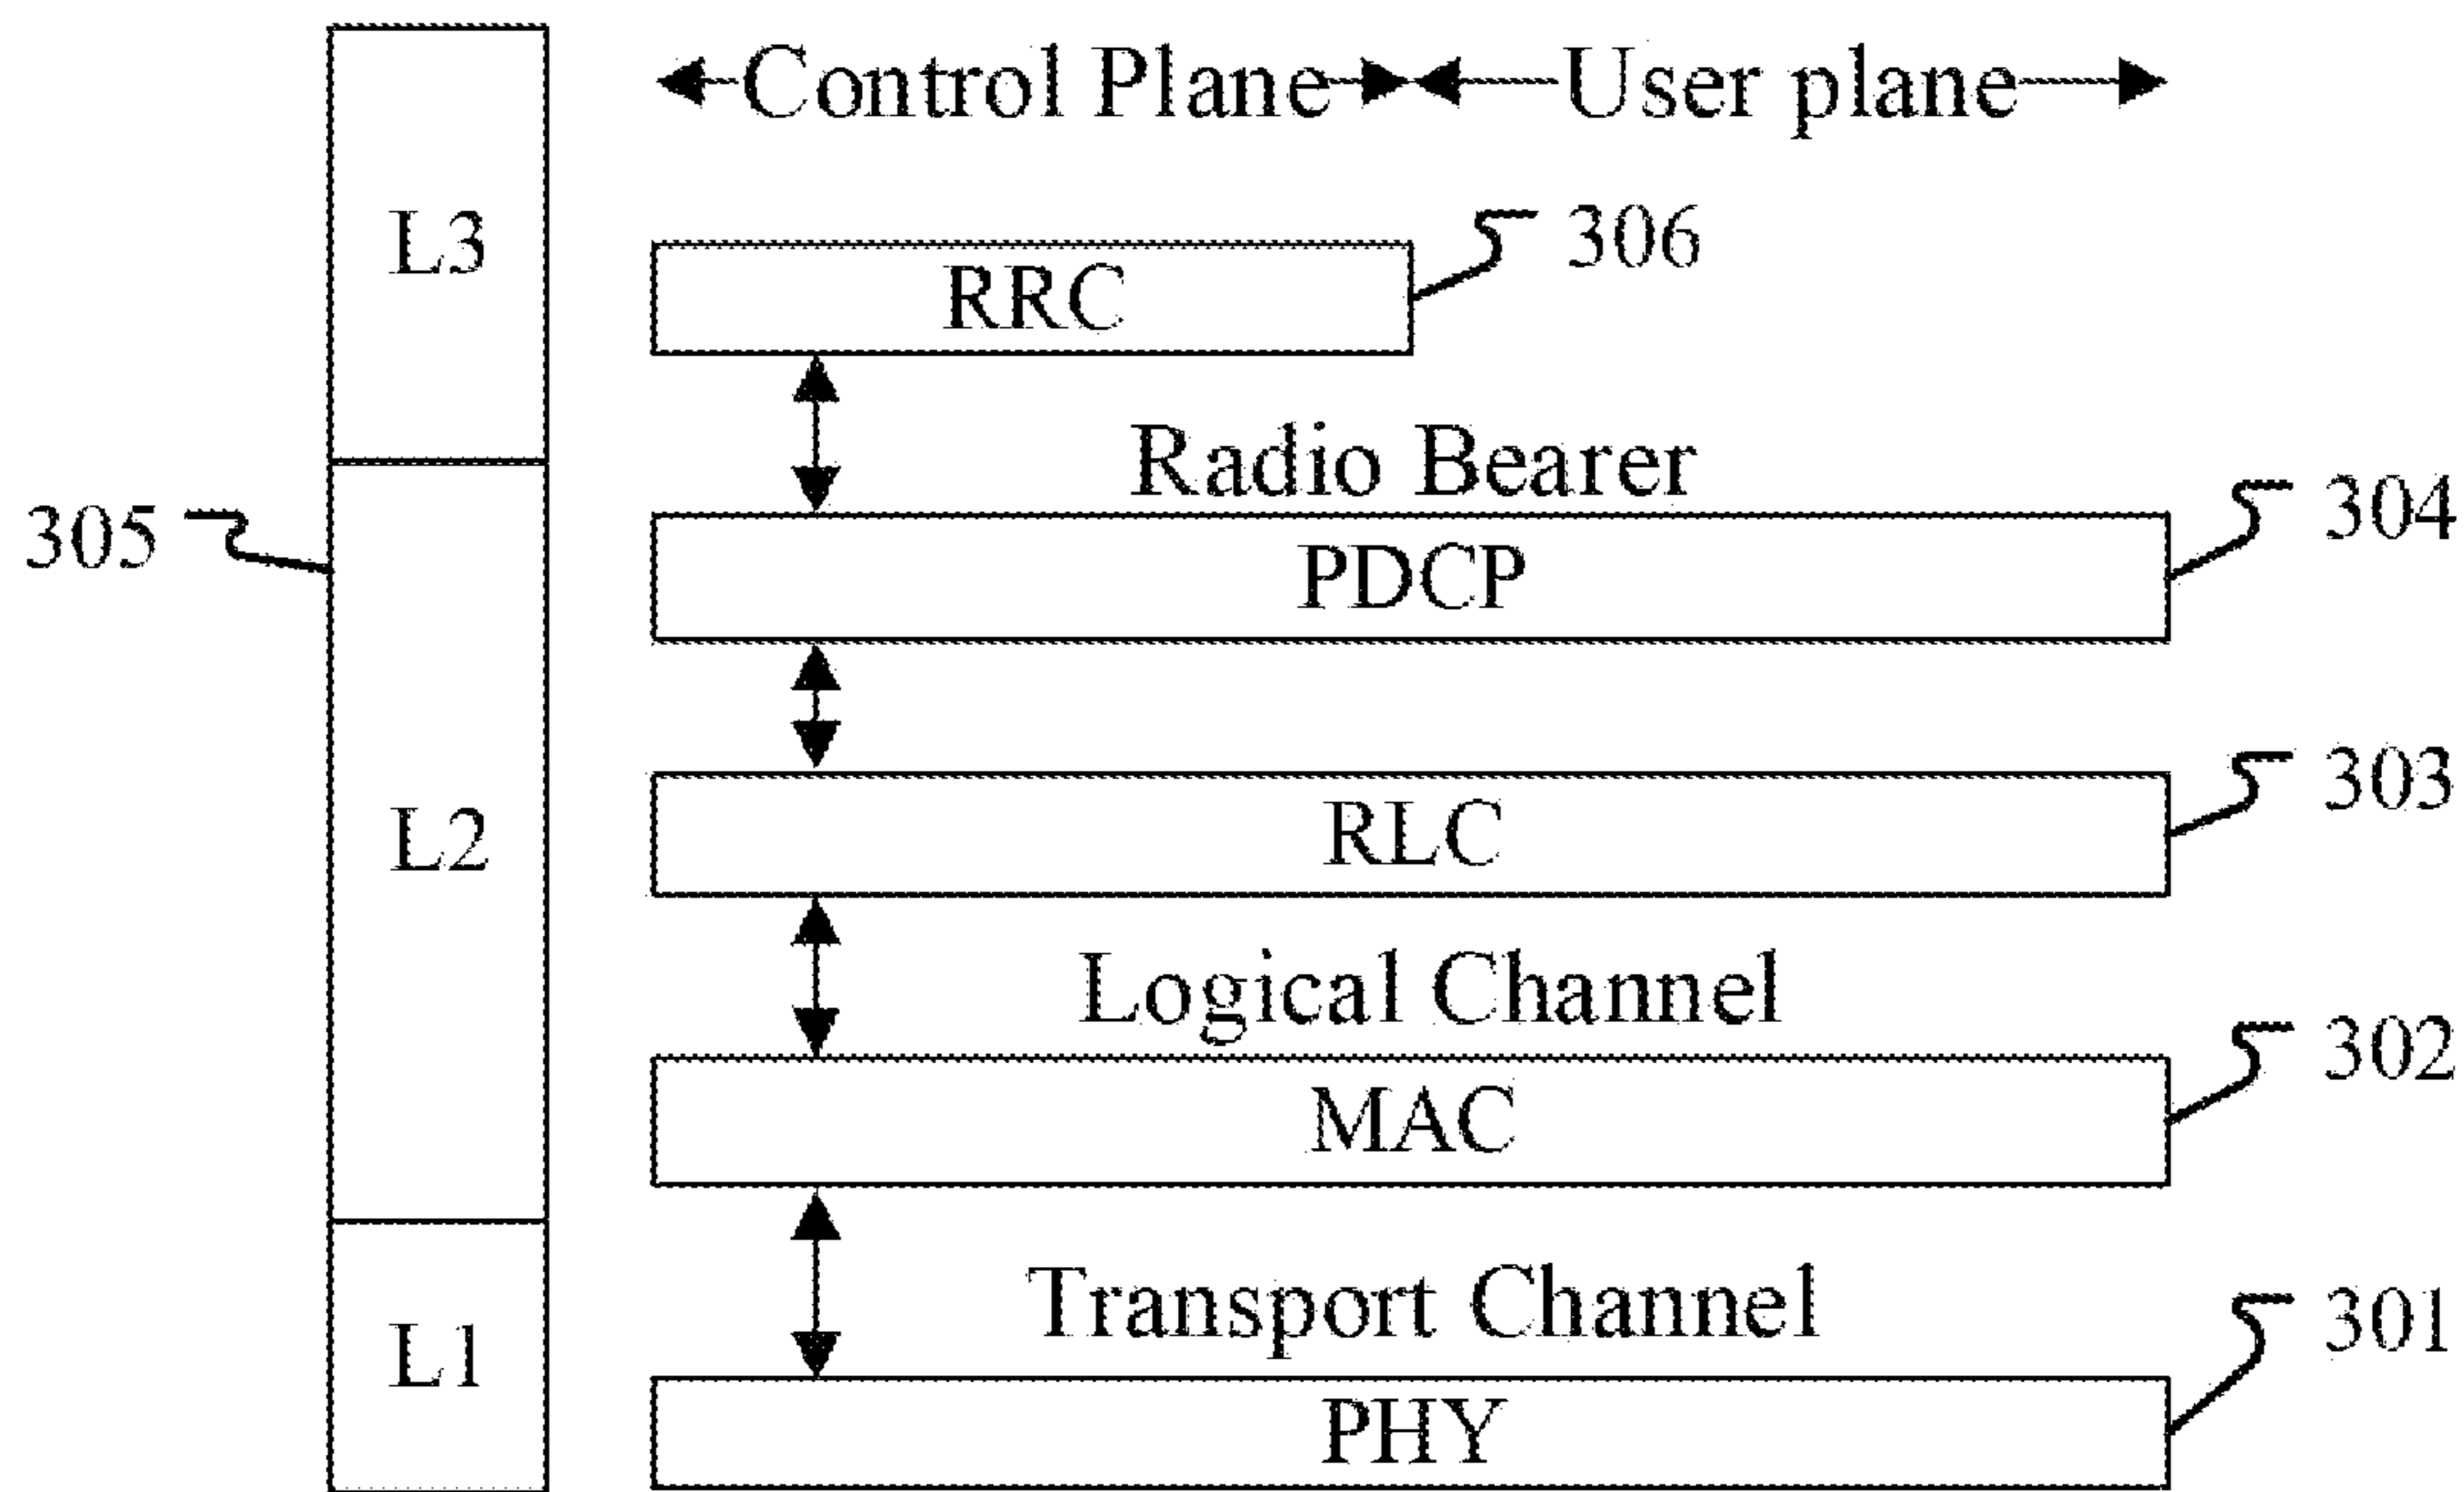 Control Plane User plane
L3
RRC
306
Radio Bearer
305
304
PDCP
L2
RLC
303
Logical Channel
302
MAC
Transport Channel
L1
301
PHY